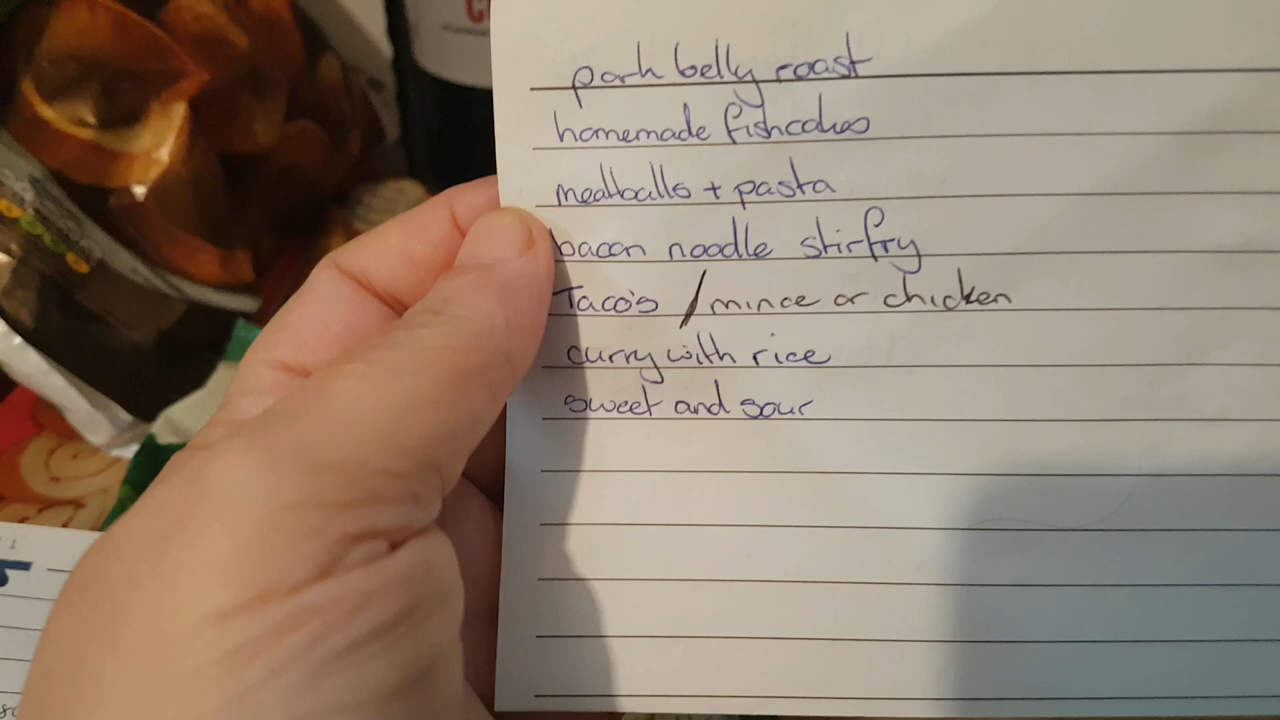 pork belly roast
homemade fishcakes
meatballs + pasta
bacon noodle stirfry
Taco's / mince or chicken
curry with rice
sweet and sour